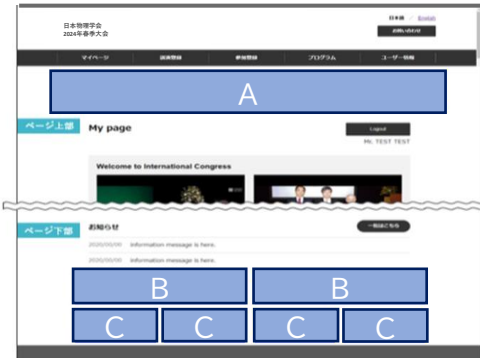 日本物理学会
2024年春季大会
日本語 / English
お問い合わせ
マイページ 講演登録 参加登録 プログラム ユーザー情報
A
ページ上部 My page Logout
Mr. TEST TEST
Welcome to International Congress
ページ下部 お知らせ 一覧はこちら
2020/00/00 Information message is here.
2020/00/00 Information message is here.
B B
C C C C